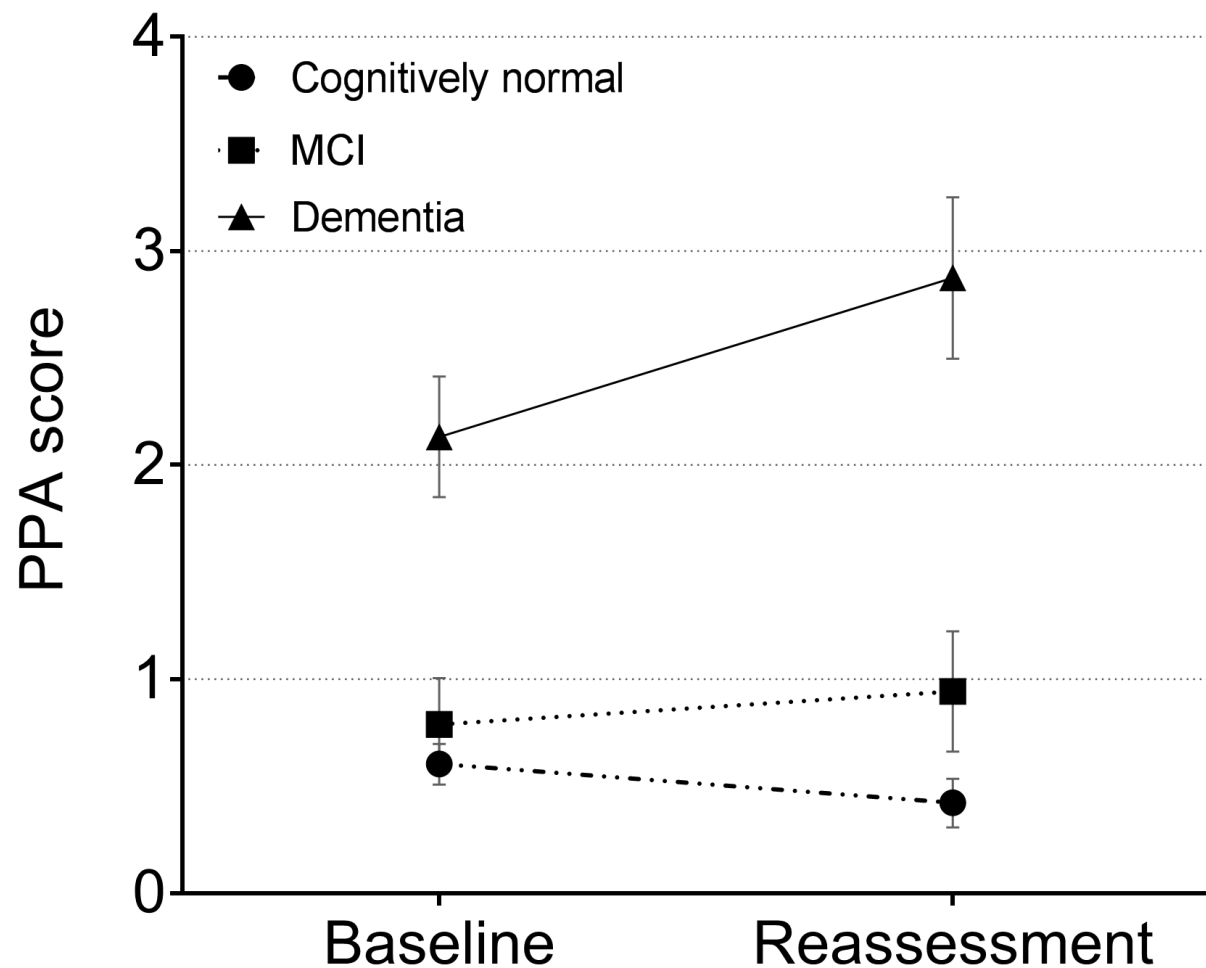 4
Cognitively normal
MCI
Dementia
3
2
1
0
PPA score
Baseline Reassessment